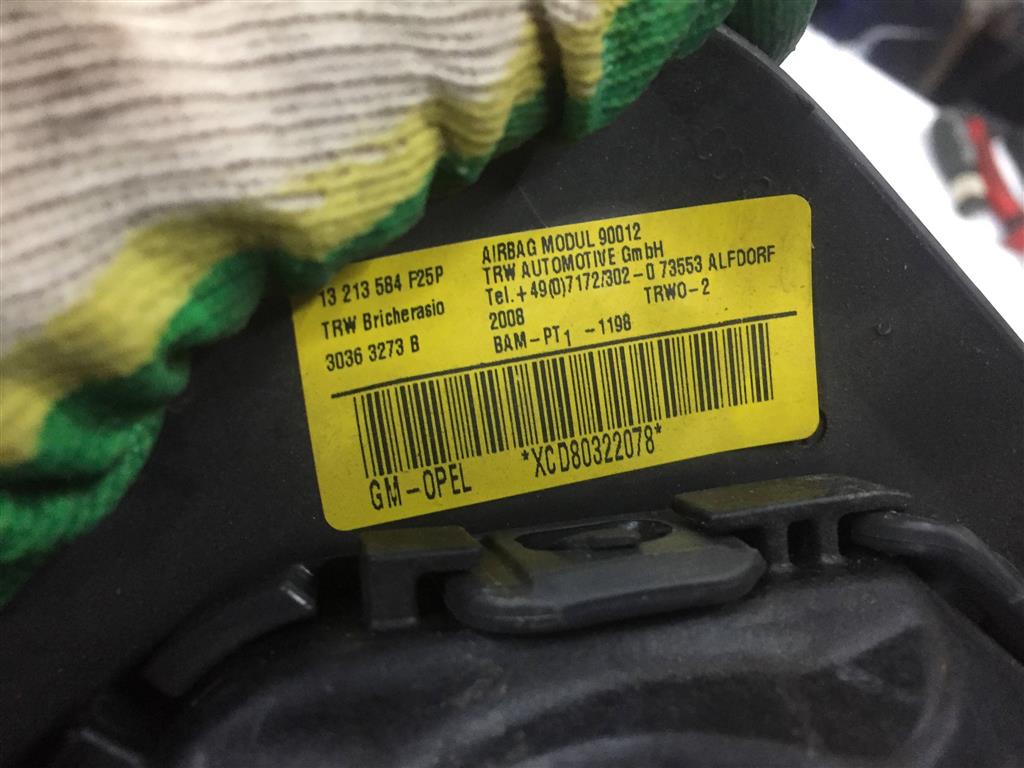 13 213 584 F25P
TRW Bricherasio
3036 3273 B
AIRBAG MODUL 90012
TRW AUTOMOTIVE GmbH
Tel.+49(0)7172/302-0 73553 ALFDORF
2008 TRWO-2
BAM-PT1 -1198
GM-OPEL *XCD80322078*